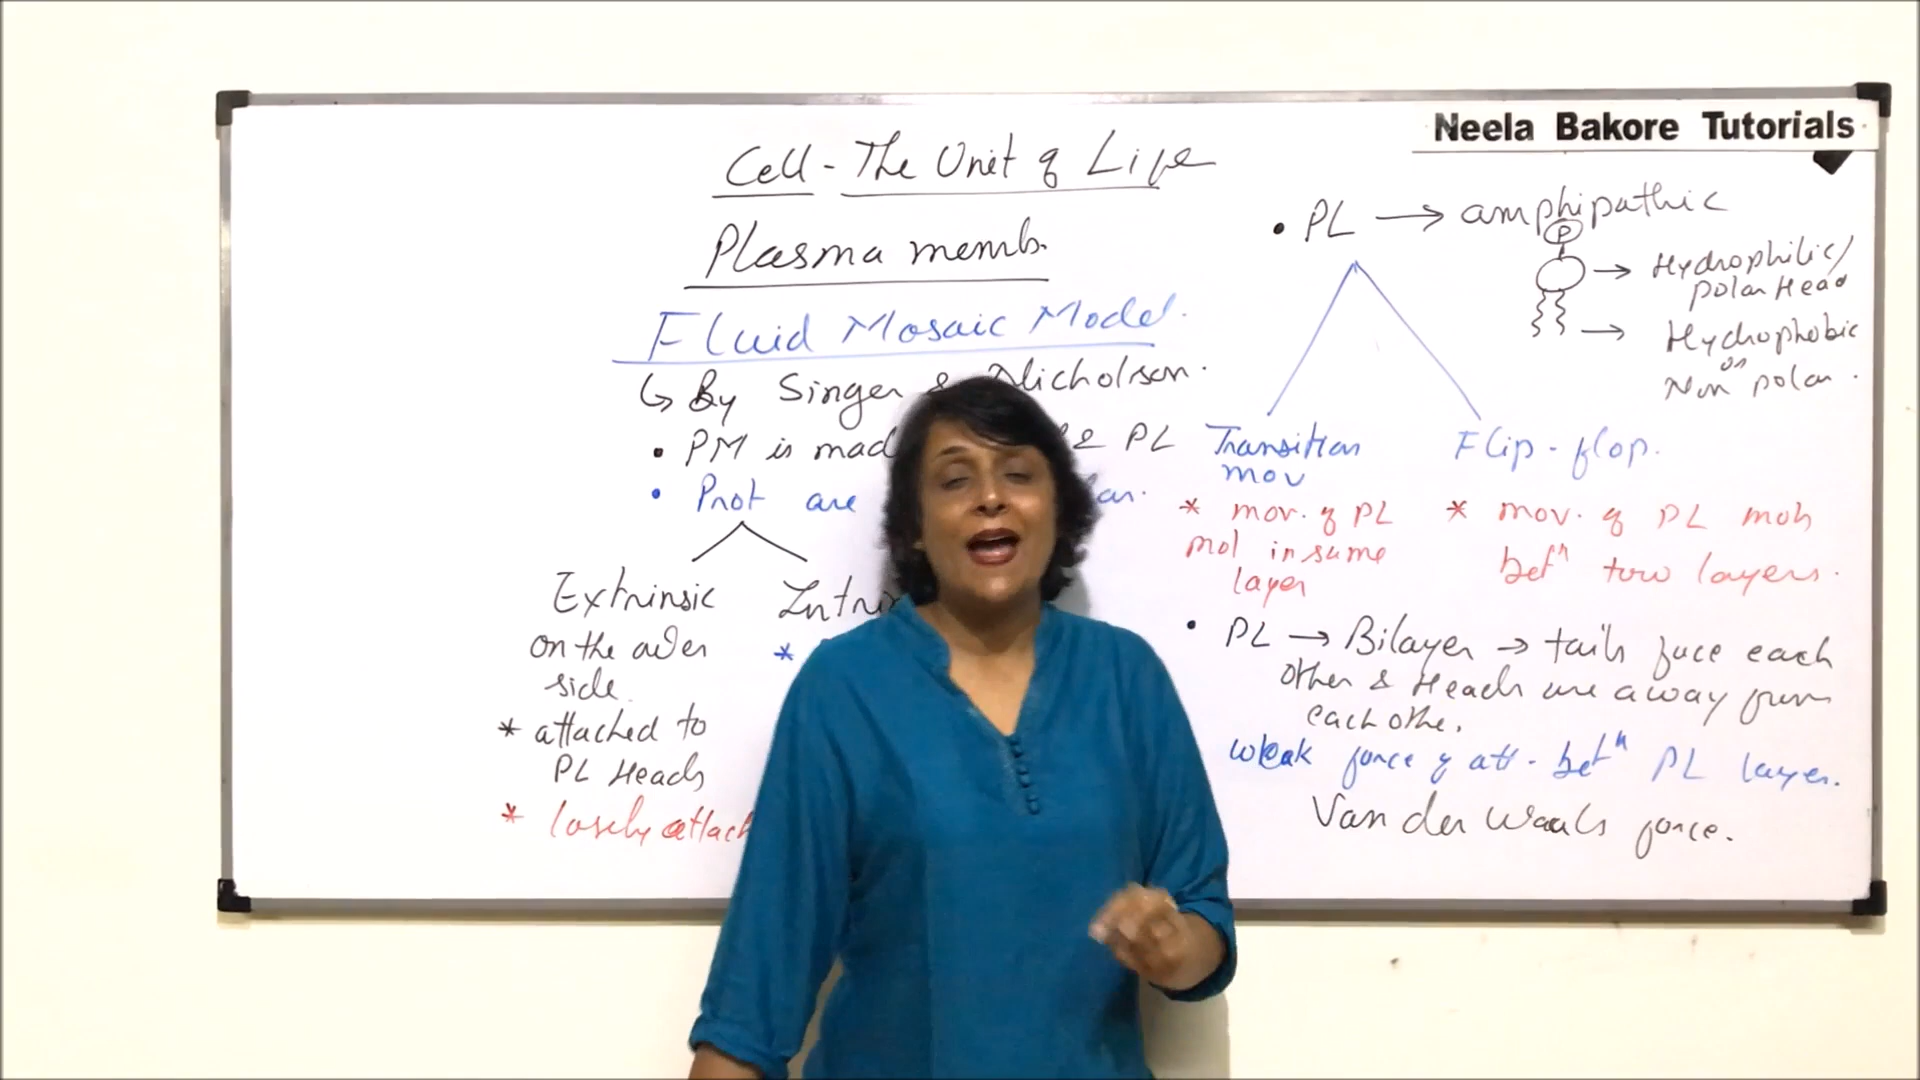 Neela Bakore Tutorials
Cell - The Unit of Life
Plasma memb.
Fluid Mosaic Model.
↳ By Singer & Nicholson.
• PM is mad & PL
• Prot are lar.
Extrinsic
on the outer
side.
* attached to
PL Heads
* losely attach
Intrin
*
• PL → amphipathic
P
→ Hydrophilic/
polar Head
→ Hydrophobic
or
Non polar.
Transition
mov
* mov. of PL
mol in same
layer
Flip-flop.
* mov. of PL mols
betⁿ two layers.
• PL → Bilayer → tails face each
other & Heads are away from
each othe.
Weak force of att. betⁿ PL layer.
Van der Waals force.